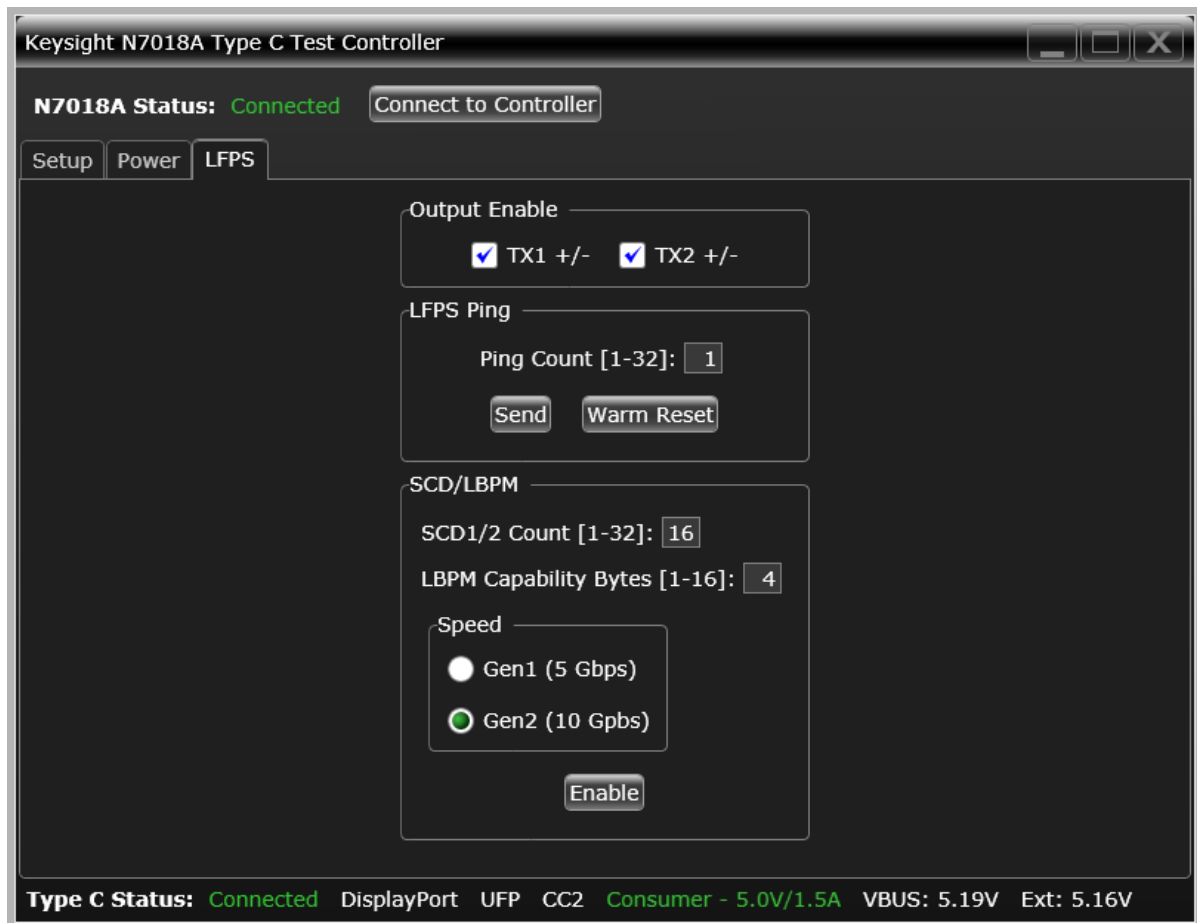 Keysight N7018A Type C Test Controller
N7018A Status: Connected Connect to Controller
Setup Power LFPS
Output Enable
TX1 +/- TX2 +/-
LFPS Ping
Ping Count [1-32]: 1
Send Warm Reset
SCD/LBPM
SCD1/2 Count [1-32]: 16
LBPM Capability Bytes [1-16]: 4
Speed
Gen1 (5 Gbps)
Gen2 (10 Gpbs)
Enable
Type C Status: Connected DisplayPort UFP CC2 Consumer - 5.0V/1.5A VBUS: 5.19V Ext: 5.16V